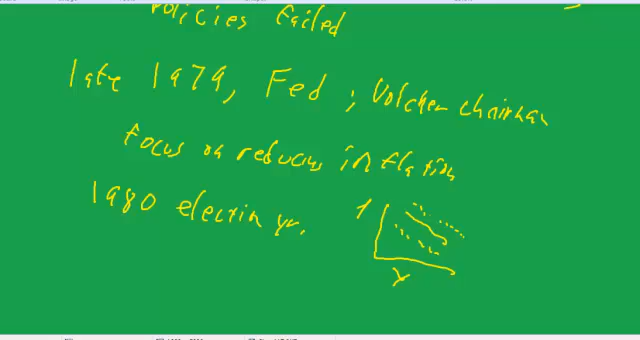 Policies failed
late 1979, Fed ; Volcker chairman
Focus on reducing inflation
1980 election yr.
Y